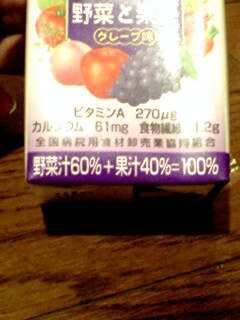 野菜と果
グレープ味
ビタミンA 270μg
カルシウム 61mg 食物繊維 1.2g
全国病院用食材卸売業協同組合
野菜汁60%+果汁40%=100%